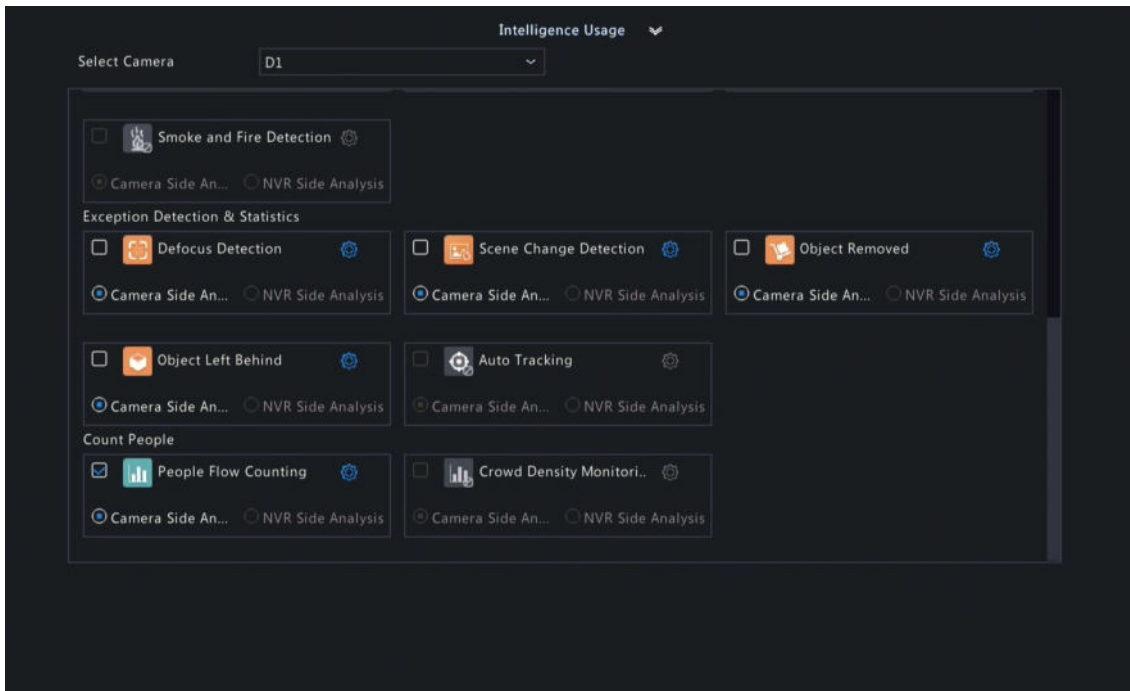 Intelligence Usage
Select Camera D1
Smoke and Fire Detection
Camera Side An... NVR Side Analysis
Exception Detection & Statistics
Defocus Detection Scene Change Detection Object Removed
Camera Side An... NVR Side Analysis Camera Side An... NVR Side Analysis Camera Side An... NVR Side Analysis
Object Left Behind Auto Tracking
Camera Side An... NVR Side Analysis Camera Side An... NVR Side Analysis
Count People
People Flow Counting Crowd Density Monitori..
Camera Side An... NVR Side Analysis Camera Side An... NVR Side Analysis